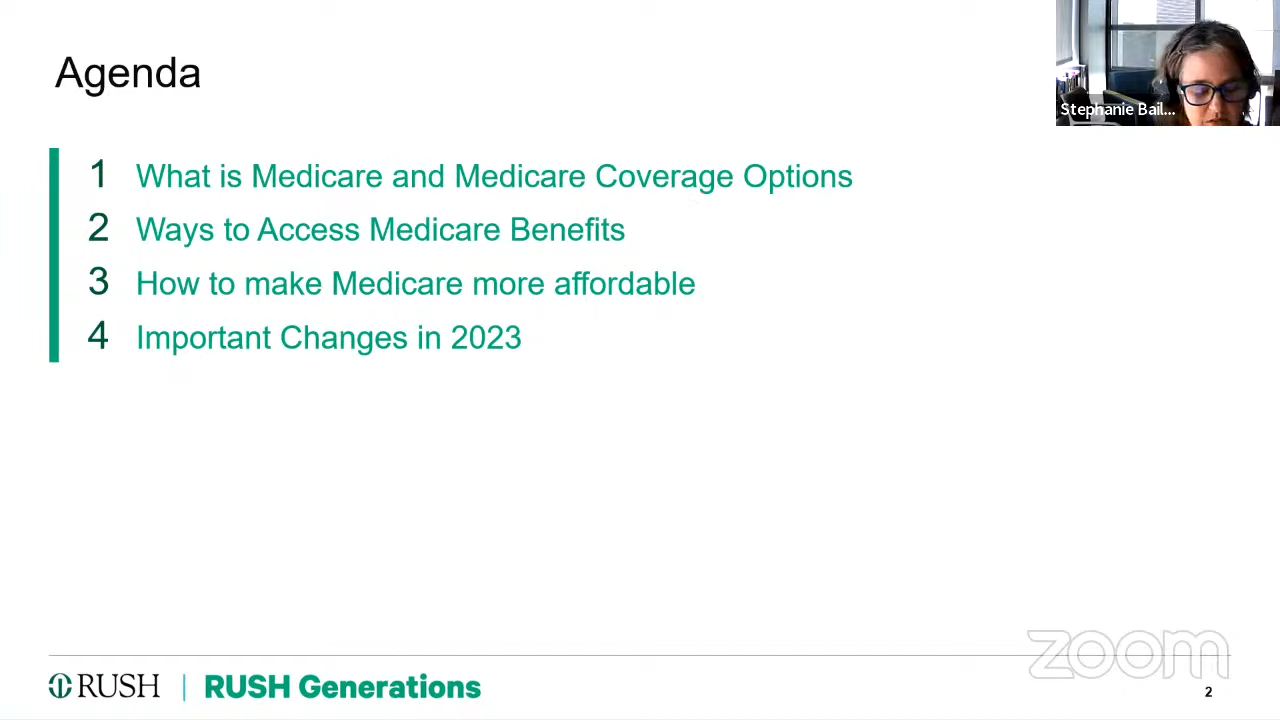 Agenda
Stephanie Bail...
1 What is Medicare and Medicare Coverage Options
2 Ways to Access Medicare Benefits
3 How to make Medicare more affordable
4 Important Changes in 2023
zoom
RUSH | RUSH Generations
2